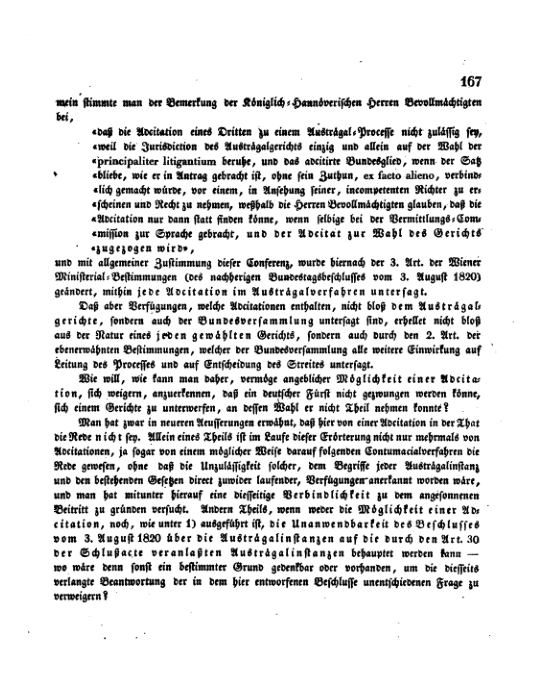 167
mein stimmte man der Bemerkung der Königlich-Hannöverischen Herren Bevollmächtigten
bei,
«daß die Adcitation eines Dritten zu einem Austrägal-Processe nicht zulässig sey,
«weil die Jurisdiction des Austrägalgerichts einzig und allein auf der Wahl der
«principaliter litigantium beruhe, und das adcitirte Bundesglied, wenn der Satz
«bliebe, wie er in Antrag gebracht ist, ohne sein Zuthun, ex facto alieno, verbind-
«lich gemacht würde, vor einem, in Ansehung seiner, incompetenten Richter zu er-
«scheinen und Recht zu nehmen, weßhalb die Herren Bevollmächtigten glauben, daß die
«Adcitation nur dann statt finden könne, wenn selbige bei der Vermittlungs-Com-
«mission zur Sprache gebracht, und der Adcitat zur Wahl des Gerichts
«zugezogen wird»,
und mit allgemeiner Zustimmung dieser Conferenz, wurde hiernach der 3. Art. der Wiener
Ministerial-Bestimmungen (des nachherigen Bundestagsbeschlusses vom 3. August 1820)
geändert, mithin jede Adcitation im Austrägalverfahren untersagt.
Daß aber Verfügungen, welche Adcitationen enthalten, nicht bloß dem Austrägal-
gerichte, sondern auch der Bundesversammlung untersagt sind, erhellet nicht bloß
aus der Natur eines jeden gewählten Gerichts, sondern auch durch den 2. Art. der
ebenerwähnten Bestimmungen, welcher der Bundesversammlung alle weitere Einwirkung auf
Leitung des Processes und auf Entscheidung des Streites untersagt.
Wie will, wie kann man daher, vermöge angeblicher Möglichkeit einer Adcita-
tion, sich weigern, anzuerkennen, daß ein deutscher Fürst nicht gezwungen werden könne,
sich einem Gerichte zu unterwerfen, an dessen Wahl er nicht Theil nehmen konnte?
Man hat zwar in neueren Aeusserungen erwähnt, daß hier von einer Adcitation in der That
die Rede nicht sey. Allein eines Theils ist im Laufe dieser Erörterung nicht nur mehrmals von
Adcitationen, ja sogar von einem möglicher Weise darauf folgenden Contumacialverfahren die
Rede gewesen, ohne daß die Unzulässigkeit solcher, dem Begriffe jeder Austrägalinstanz
und den bestehenden Gesetzen direct zuwider laufender, Verfügungen anerkannt worden wäre,
und man hat mitunter hierauf eine diesseitige Verbindlichkeit zu dem angesonnenen
Beitritt zu gründen versucht. Andern Theils, wenn weder die Möglichkeit einer Ad-
citation, noch, wie unter 1) ausgeführt ist, die Unanwendbarkeit des Beschlusses
vom 3. August 1820 über die Austrägalinstanzen auf die durch den Art. 30
der Schlußacte veranlaßten Austrägalinstanzen behauptet werden kann —
wo wäre denn sonst ein bestimmter Grund gedenkbar oder vorhanden, um die diesseits
verlangte Beantwortung der in dem hier entworfenen Beschlusse unentschiedenen Frage zu
verweigern?